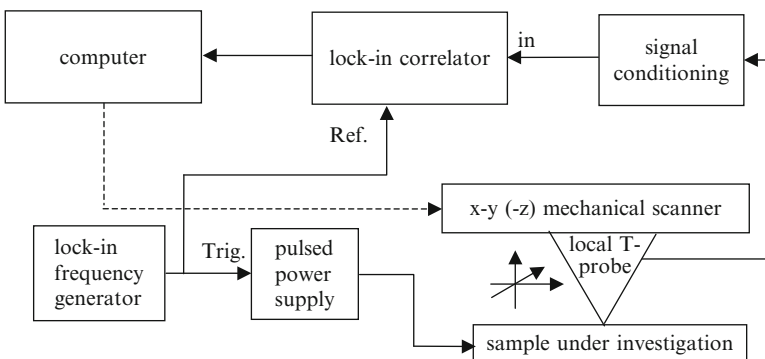 computer
lock-in correlator
in
signal
conditioning
Ref.
x-y (-z) mechanical scanner
lock-in
frequency
generator
Trig.
pulsed
power
supply
local T-
probe
sample under investigation